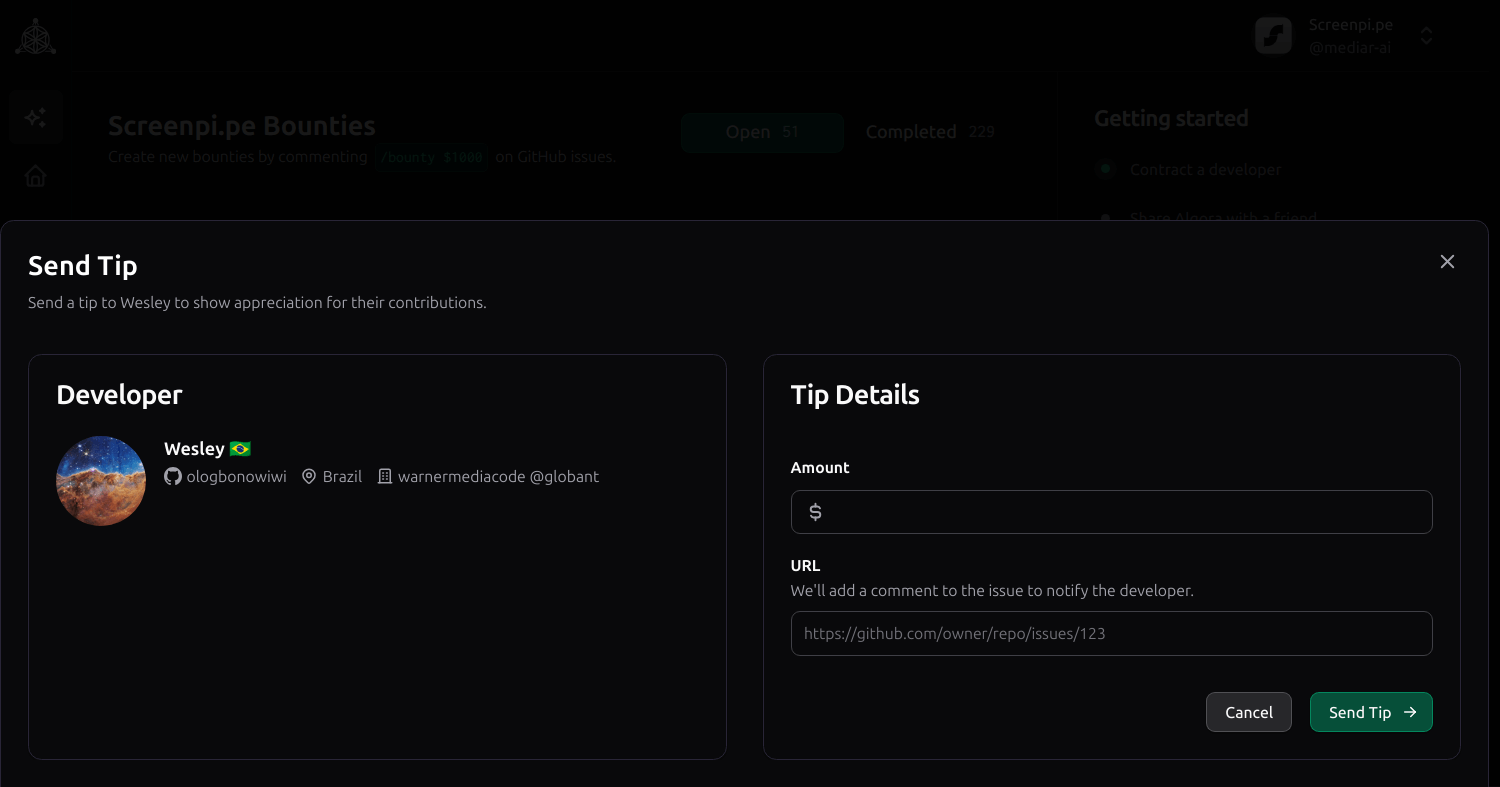 Screenpi.pe
@mediar-ai
Screenpi.pe Bounties
Create new bounties by commenting /bounty $1000 on GitHub issues.
Open 51
Completed 229
Getting started
Contract a developer
Share Algora with a friend
Send Tip
Send a tip to Wesley to show appreciation for their contributions.
Developer
Wesley 🇧🇷
ologbonowiwi Brazil warnermediacode @globant
Tip Details
Amount
$
URL
We'll add a comment to the issue to notify the developer.
https://github.com/owner/repo/issues/123
Cancel
Send Tip →